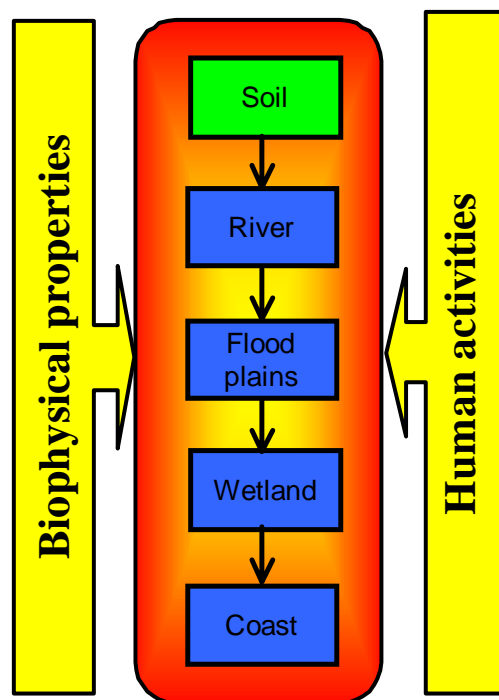 Biophysical properties
Soil
River
Flood
plains
Wetland
Coast
Human activities